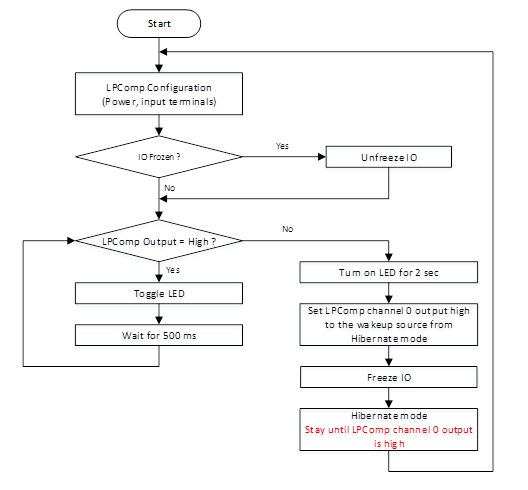 Start
LPComp Configuration
(Power, input terminals)
IO Frozen ?
Yes
Unfreeze IO
No
LPComp Output = High ?
No
Yes
Turn on LED for 2 sec
Toggle LED
Set LPComp channel 0 output high
to the wakeup source from
Hibernate mode
Wait for 500 ms
Freeze IO
Hibernate mode
Stay until LPComp channel 0 output
is high